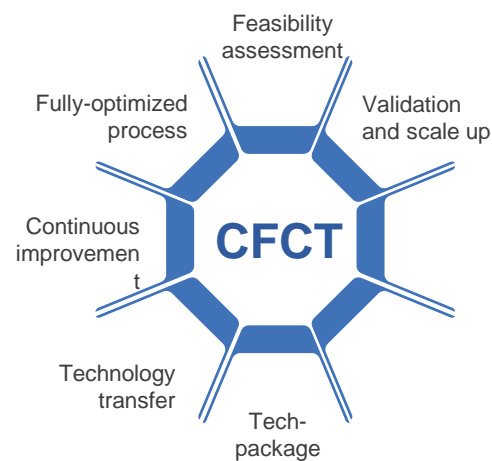 Feasibility
assessment
Validation
and scale up
Fully-optimized
process
CFCT
Continuous
improvemen
t
Technology
transfer
Tech-
package